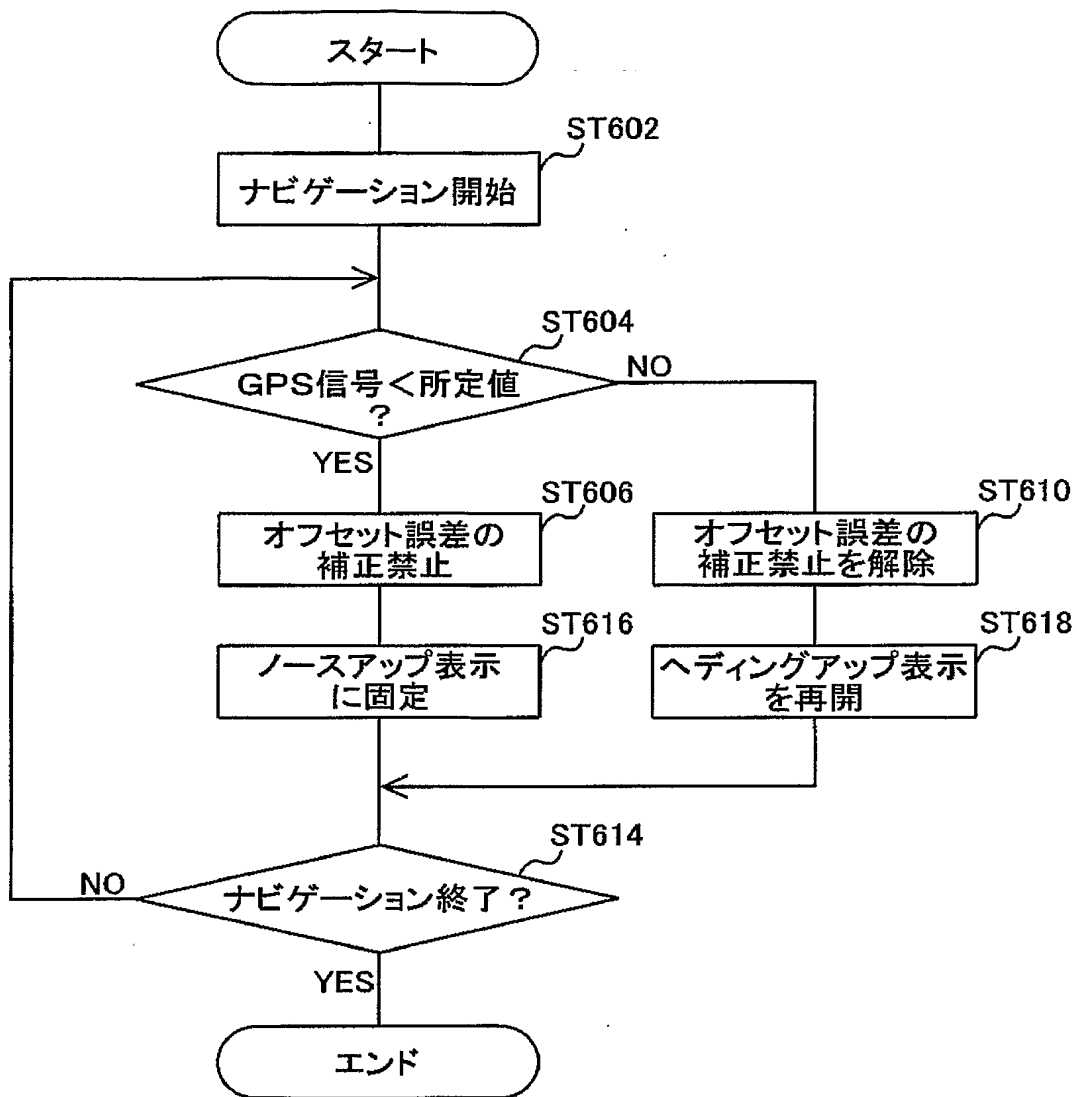 スタート
ST602
ナビゲーション開始
ST604
GPS信号<所定値
?
NO
YES
ST606
オフセット誤差の
補正禁止
ST610
オフセット誤差の
補正禁止を解除
ST616
ノースアップ表示
に固定
ST618
ヘディングアップ表示
を再開
ST614
ナビゲーション終了?
NO
YES
エンド